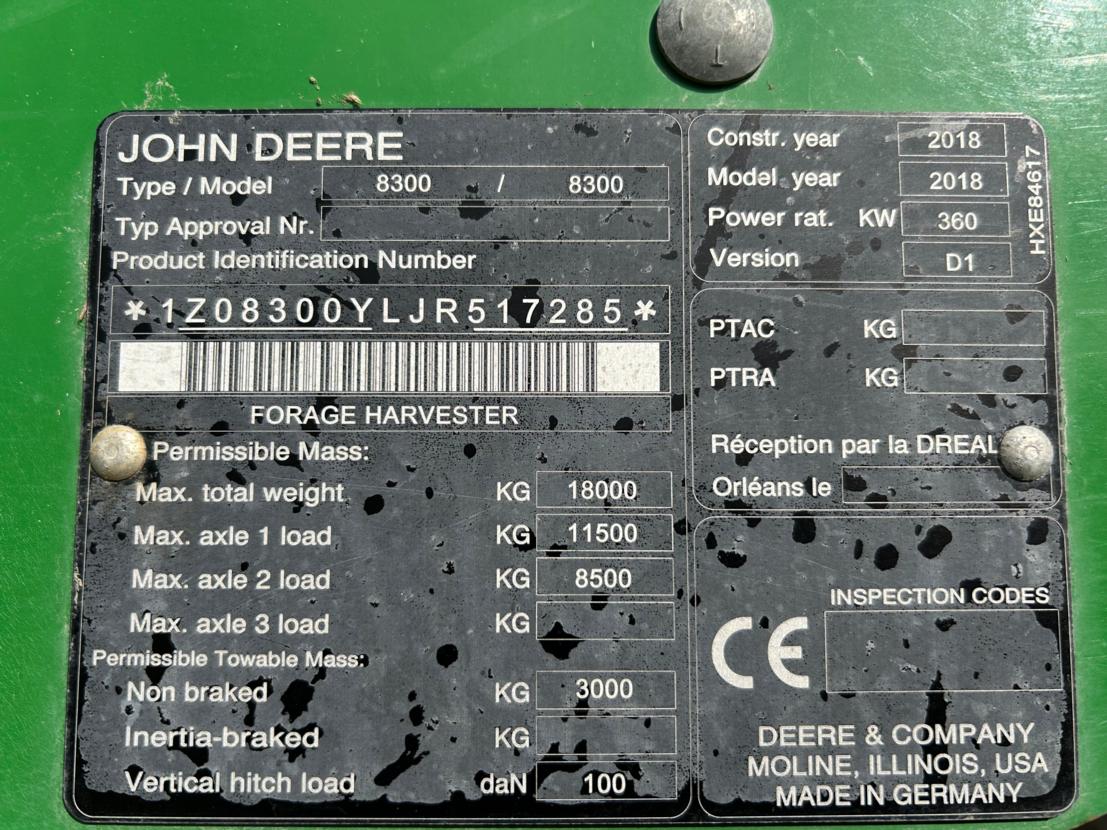 JOHN DEERE
Type / Model 8300 / 8300
Typ Approval Nr.
Product Identification Number
*1Z08300YLJR517285*
FORAGE HARVESTER
Permissible Mass:
Max. total weight KG 18000
Max. axle 1 load KG 11500
Max. axle 2 load KG 8500
Max. axle 3 load KG
Permissible Towable Mass:
Non braked KG 3000
Inertia-braked KG
Vertical hitch load daN 100
Constr. year 2018
Model year 2018
Power rat. KW 360
Version D1
HXE84617
PTAC KG
PTRA KG
Réception par la DREAL
Orléans le
INSPECTION CODES
CE
DEERE & COMPANY
MOLINE, ILLINOIS, USA
MADE IN GERMANY